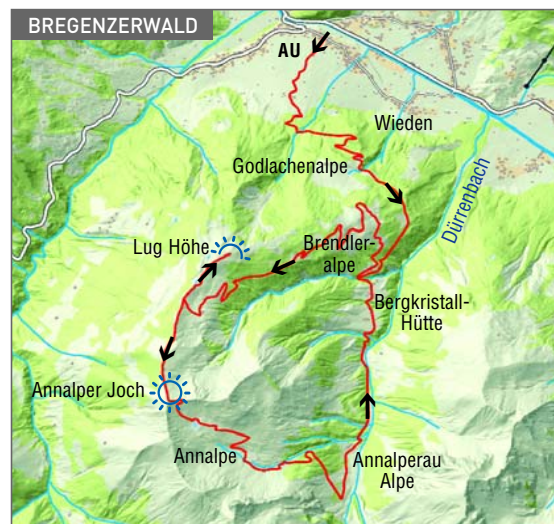 BREGENZERWALD
AU
Wieden
Godlachenalpe
Dürrenbach
Lug Höhe
Brendler-
alpe
Bergkristall-
Hütte
Annalper Joch
Annalpe
Annalperau
Alpe